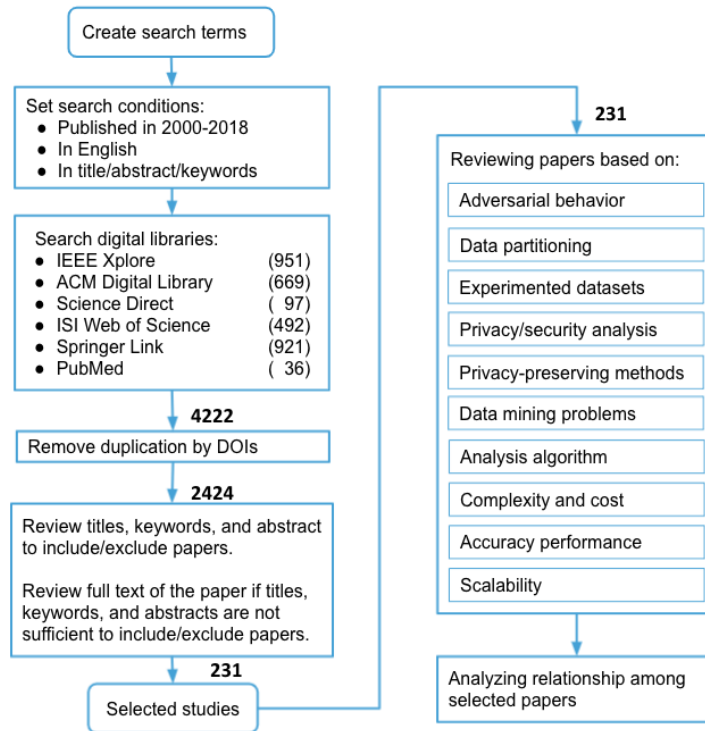 Create search terms
Set search conditions:
● Published in 2000-2018
● In English
● In title/abstract/keywords
Search digital libraries:
● IEEE Xplore (951)
● ACM Digital Library (669)
● Science Direct ( 97)
● ISI Web of Science (492)
● Springer Link (921)
● PubMed ( 36)
4222
Remove duplication by DOIs
2424
Review titles, keywords, and abstract
to include/exclude papers.
Review full text of the paper if titles,
keywords, and abstracts are not
sufficient to include/exclude papers.
231
Selected studies
231
Reviewing papers based on:
Adversarial behavior
Data partitioning
Experimented datasets
Privacy/security analysis
Privacy-preserving methods
Data mining problems
Analysis algorithm
Complexity and cost
Accuracy performance
Scalability
Analyzing relationship among
selected papers